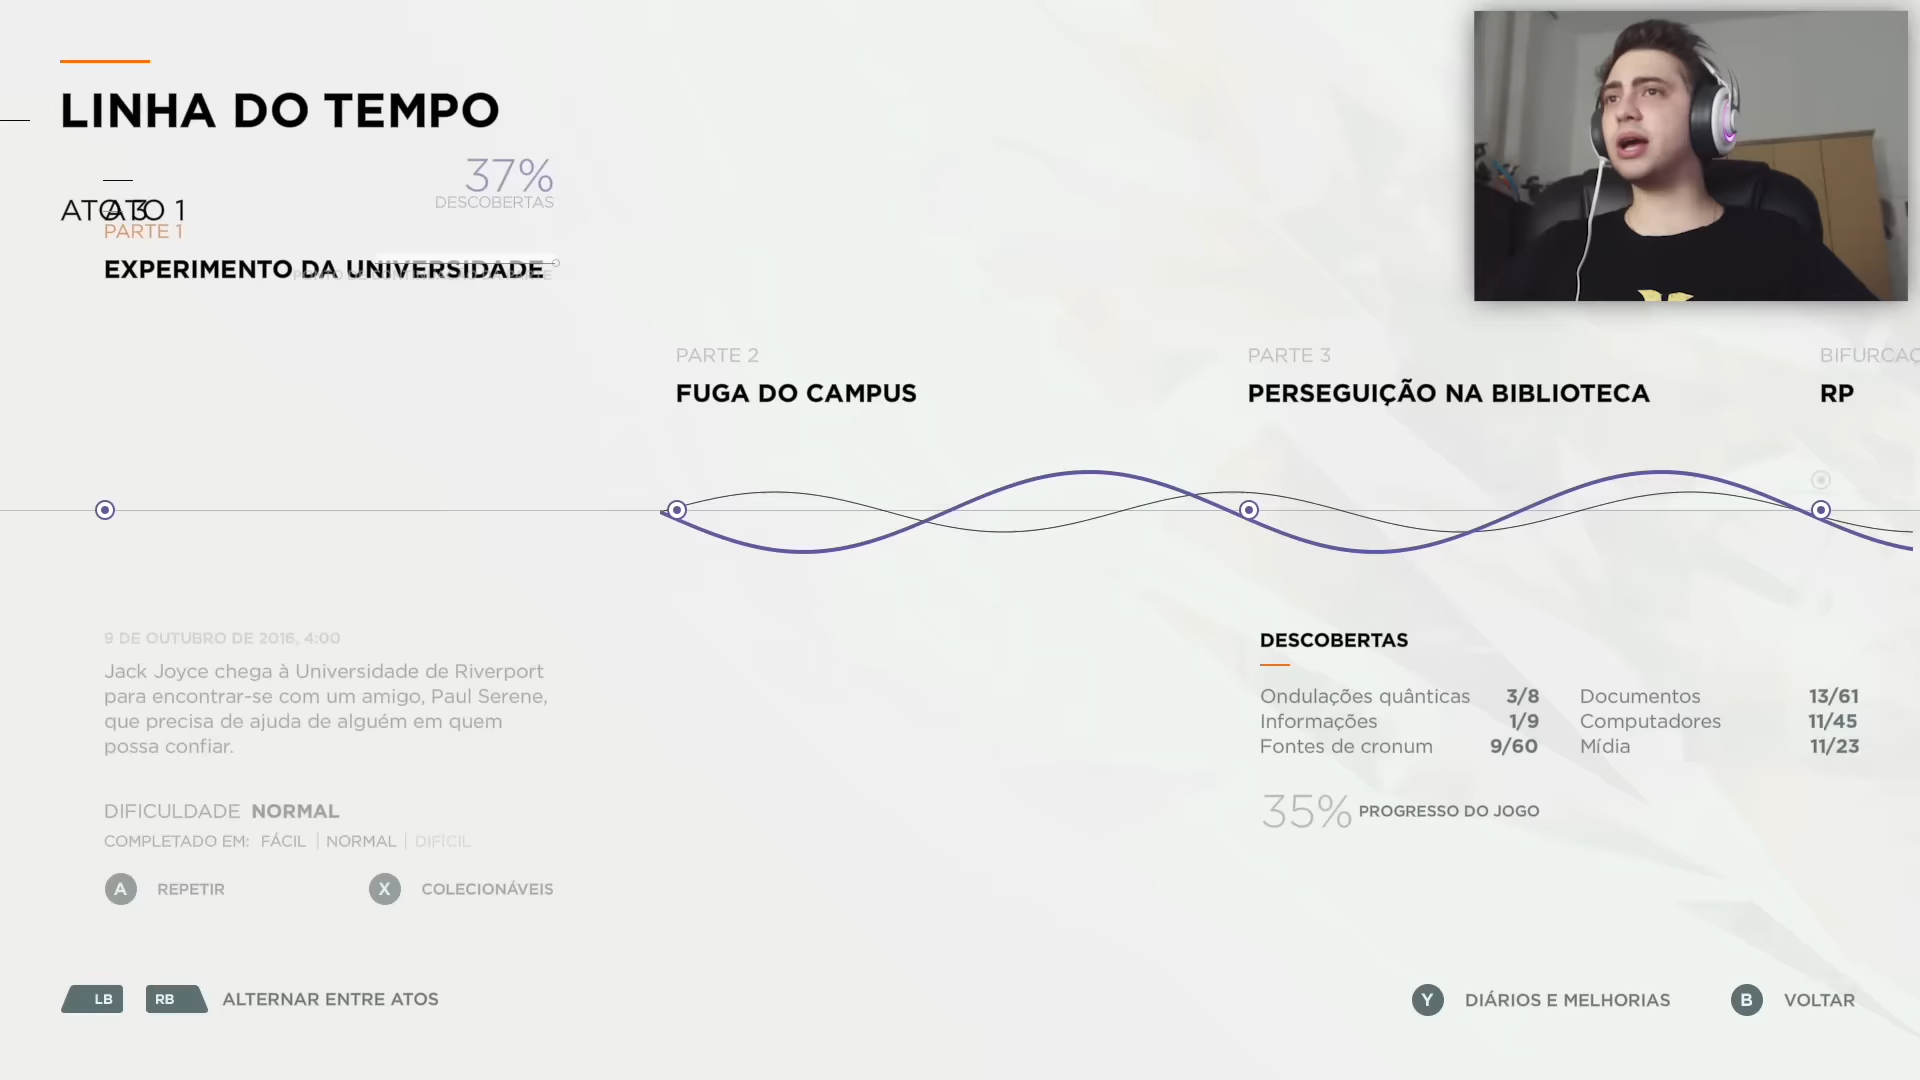 LINHA DO TEMPO
37%
DESCOBERTAS
ATO 3
ATO 1
PARTE 1
EXPERIMENTO DA UNIVERSIDADE
PARTE 2
FUGA DO CAMPUS
PARTE 3
PERSEGUIÇÃO NA BIBLIOTECA
BIFURCAÇ
RP
9 DE OUTUBRO DE 2016, 4:00
Jack Joyce chega à Universidade de Riverport
para encontrar-se com um amigo, Paul Serene,
que precisa de ajuda de alguém em quem
possa confiar.
DIFICULDADE NORMAL
COMPLETADO EM: FÁCIL | NORMAL | DIFÍCIL
A REPETIR
X COLECIONÁVEIS
DESCOBERTAS
Ondulações quânticas 3/8 Documentos 13/61
Informações 1/9 Computadores 11/45
Fontes de cronum 9/60 Mídia 11/23
35% PROGRESSO DO JOGO
LB RB ALTERNAR ENTRE ATOS
Y DIÁRIOS E MELHORIAS
B VOLTAR